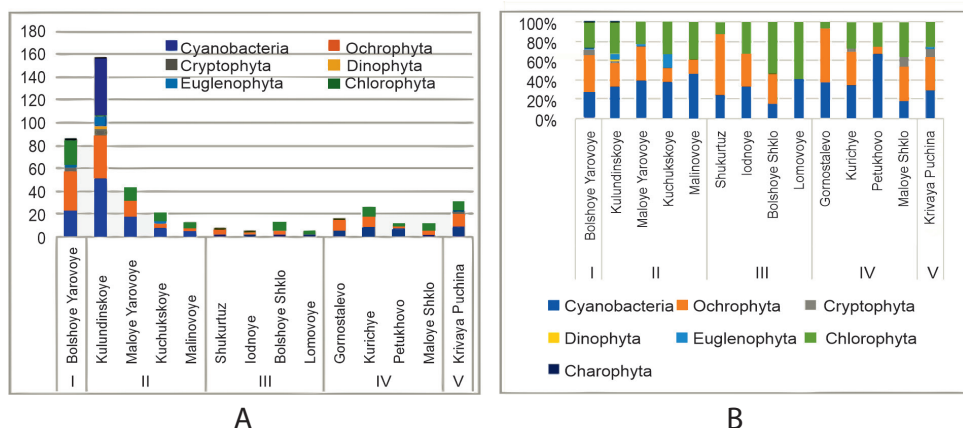 180
160
140
120
100
80
60
40
20
0
Cyanobacteria Ochrophyta
Cryptophyta Dinophyta
Euglenophyta Chlorophyta
Bolshoye Yarovoye
Kulundinskoye
Maloye Yarovoye
Kuchukskoye
Malinovoye
Shukurtuz
Iodnoye
Bolshoye Shklo
Lomovoye
Gornostalevo
Kurichye
Petukhovo
Maloye Shklo
Krivaya Puchina
I II III IV V
A
100%
80%
60%
40%
20%
0%
Bolshoye Yarovoye
Kulundinskoye
Maloye Yarovoye
Kuchukskoye
Malinovoye
Shukurtuz
Iodnoye
Bolshoye Shklo
Lomovoye
Gornostalevo
Kurichye
Petukhovo
Maloye Shklo
Krivaya Puchina
I II III IV V
Cyanobacteria Ochrophyta Cryptophyta
Dinophyta Euglenophyta Chlorophyta
Charophyta
B